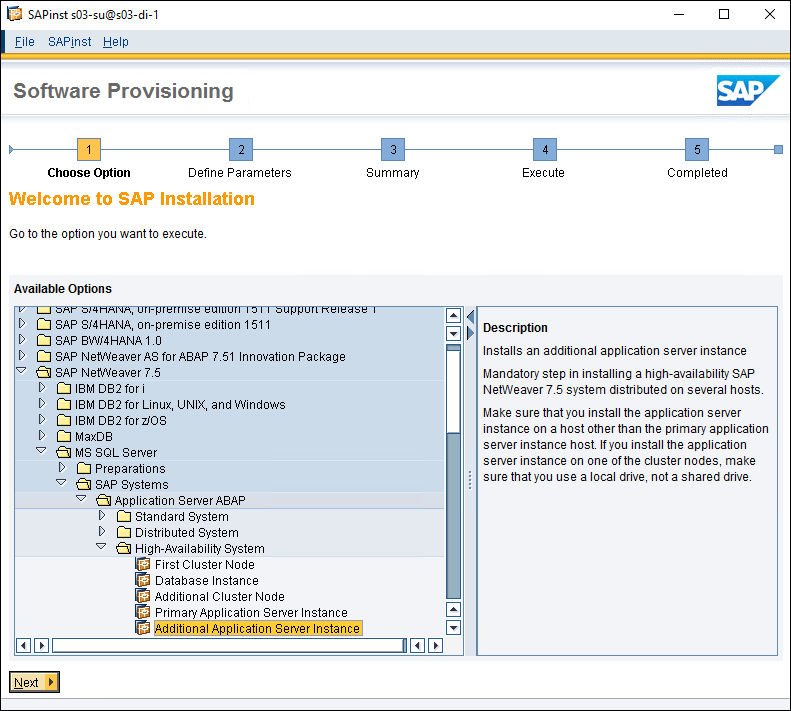 SAPinst s03-su@s03-di-1
File SAPinst Help
Software Provisioning
SAP
1 2 3 4 5
Choose Option Define Parameters Summary Execute Completed
Welcome to SAP Installation
Go to the option you want to execute.
Available Options
SAP S/4HANA, on-premise edition 1511 Support Release 1
SAP S/4HANA, on-premise edition 1511
SAP BW/4HANA 1.0
SAP NetWeaver AS for ABAP 7.51 Innovation Package
SAP NetWeaver 7.5
IBM DB2 for i
IBM DB2 for Linux, UNIX, and Windows
IBM DB2 for z/OS
MaxDB
MS SQL Server
Preparations
SAP Systems
Application Server ABAP
Standard System
Distributed System
High-Availability System
First Cluster Node
Database Instance
Additional Cluster Node
Primary Application Server Instance
Additional Application Server Instance
Description
Installs an additional application server instance
Mandatory step in installing a high-availability SAP
NetWeaver 7.5 system distributed on several hosts.
Make sure that you install the application server
instance on a host other than the primary application
server instance host. If you install the application
server instance on one of the cluster nodes, make
sure that you use a local drive, not a shared drive.
Next